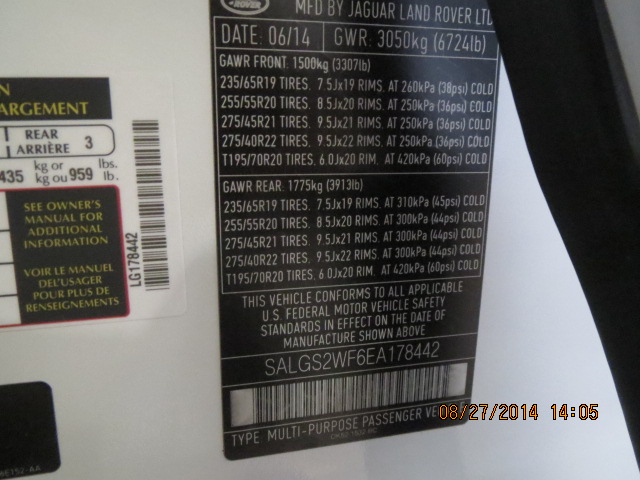 ROVER
MFD BY JAGUAR LAND ROVER LTD
DATE: 06/14 GWR: 3050kg (6724lb)
GAWR FRONT: 1500kg (3307lb)
235/65R19 TIRES. 7.5Jx19 RIMS. AT 260kPa (38psi) COLD
255/55R20 TIRES. 8.5Jx20 RIMS. AT 250kPa (36psi) COLD
275/45R21 TIRES. 9.5Jx21 RIMS. AT 250kPa (36psi) COLD
275/40R22 TIRES. 9.5Jx22 RIMS. AT 250kPa (36psi) COLD
T195/70R20 TIRES. 6.0Jx20 RIM. AT 420kPa (60psi) COLD
GAWR REAR: 1775kg (3913lb)
235/65R19 TIRES. 7.5Jx19 RIMS. AT 310kPa (45psi) COLD
255/55R20 TIRES. 8.5Jx20 RIMS. AT 300kPa (44psi) COLD
275/45R21 TIRES. 9.5Jx21 RIMS. AT 300kPa (44psi) COLD
275/40R22 TIRES. 9.5Jx22 RIMS. AT 300kPa (44psi) COLD
T195/70R20 TIRES. 6.0Jx20 RIM. AT 420kPa (60psi) COLD
THIS VEHICLE CONFORMS TO ALL APPLICABLE
U.S. FEDERAL MOTOR VEHICLE SAFETY
STANDARDS IN EFFECT ON THE DATE OF
MANUFACTURE SHOWN ABOVE
SALGS2WF6EA178442
TYPE: MULTI-PURPOSE PASSENGER VE
N
ARGEMENT
REAR
ARRIÈRE 3
435 kg or
kg ou 959 lbs.
lb.
SEE OWNER'S
MANUAL FOR
ADDITIONAL
INFORMATION
VOIR LE MANUEL
DE L'USAGER
POUR PLUS DE
RENSEIGNEMENTS
LG178442
08/27/2014 14:05